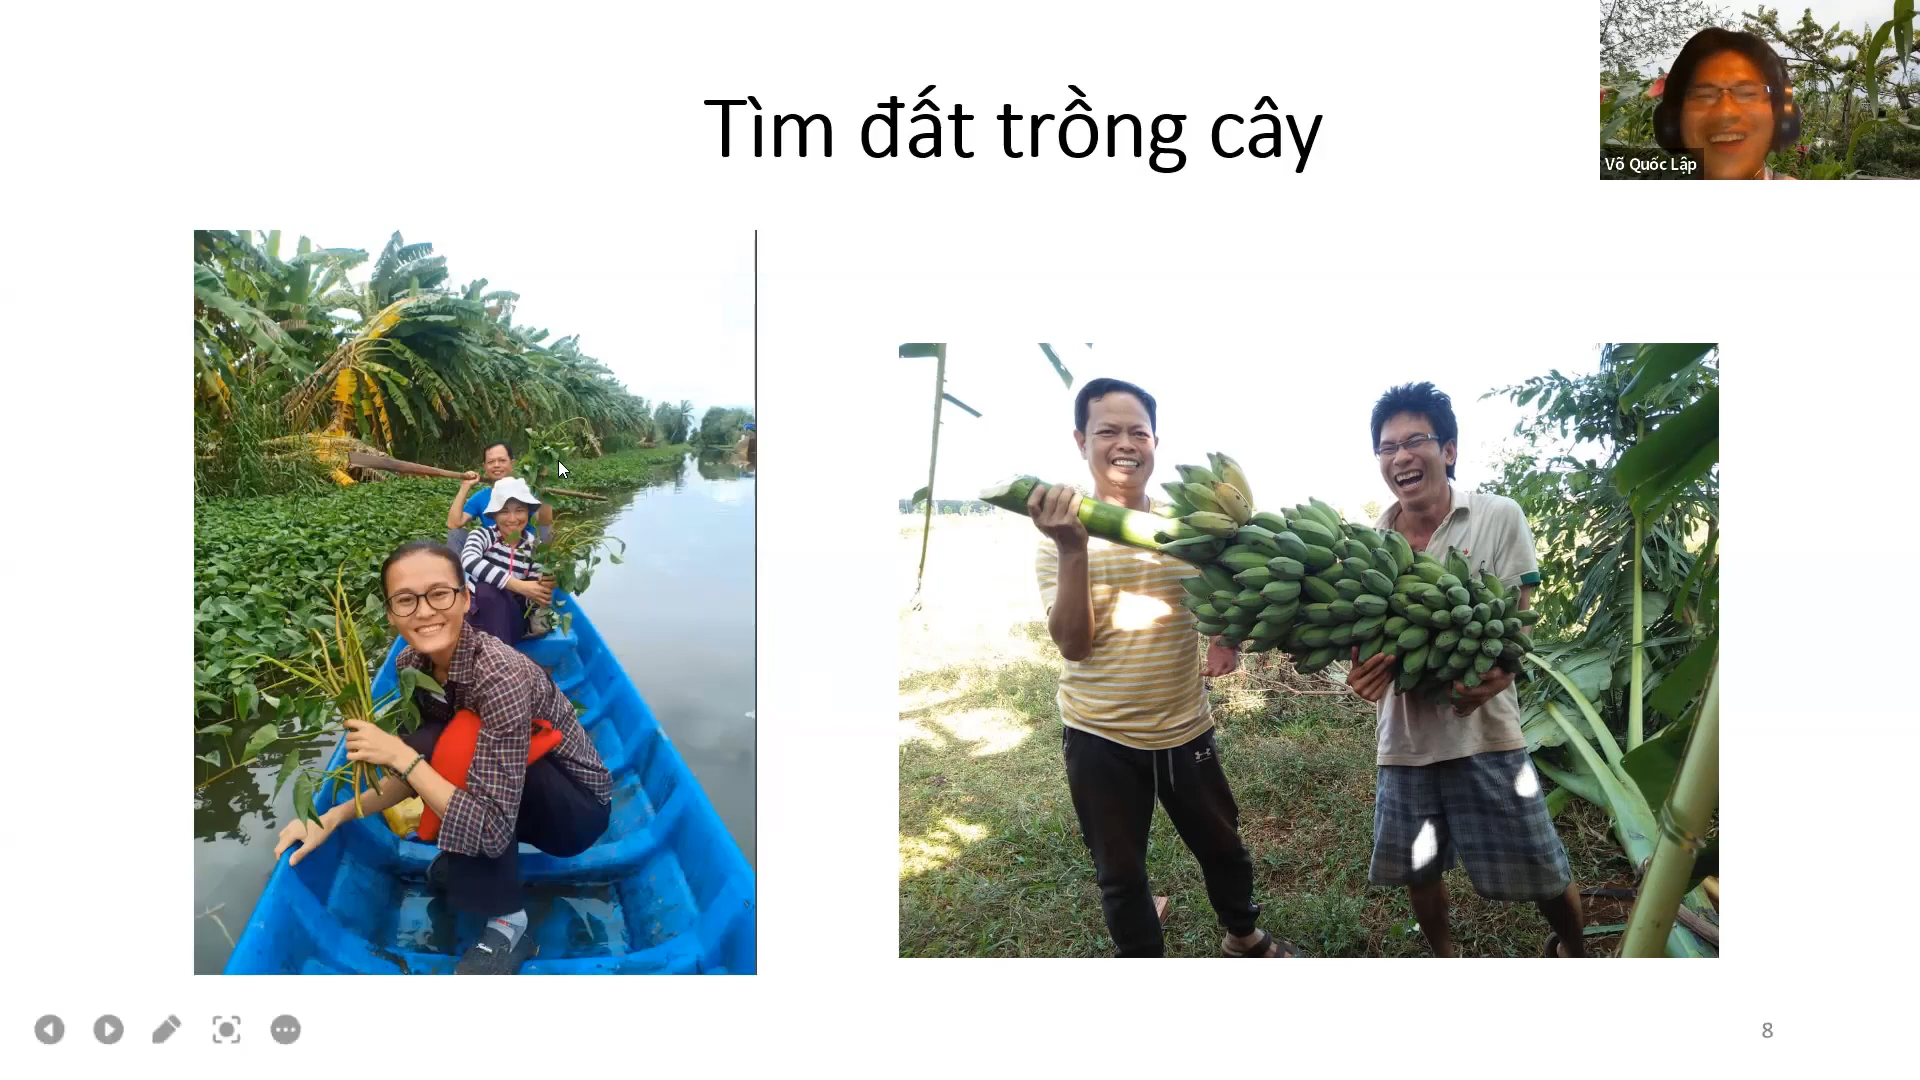 Tìm đất trồng cây
Võ Quốc Lập
8